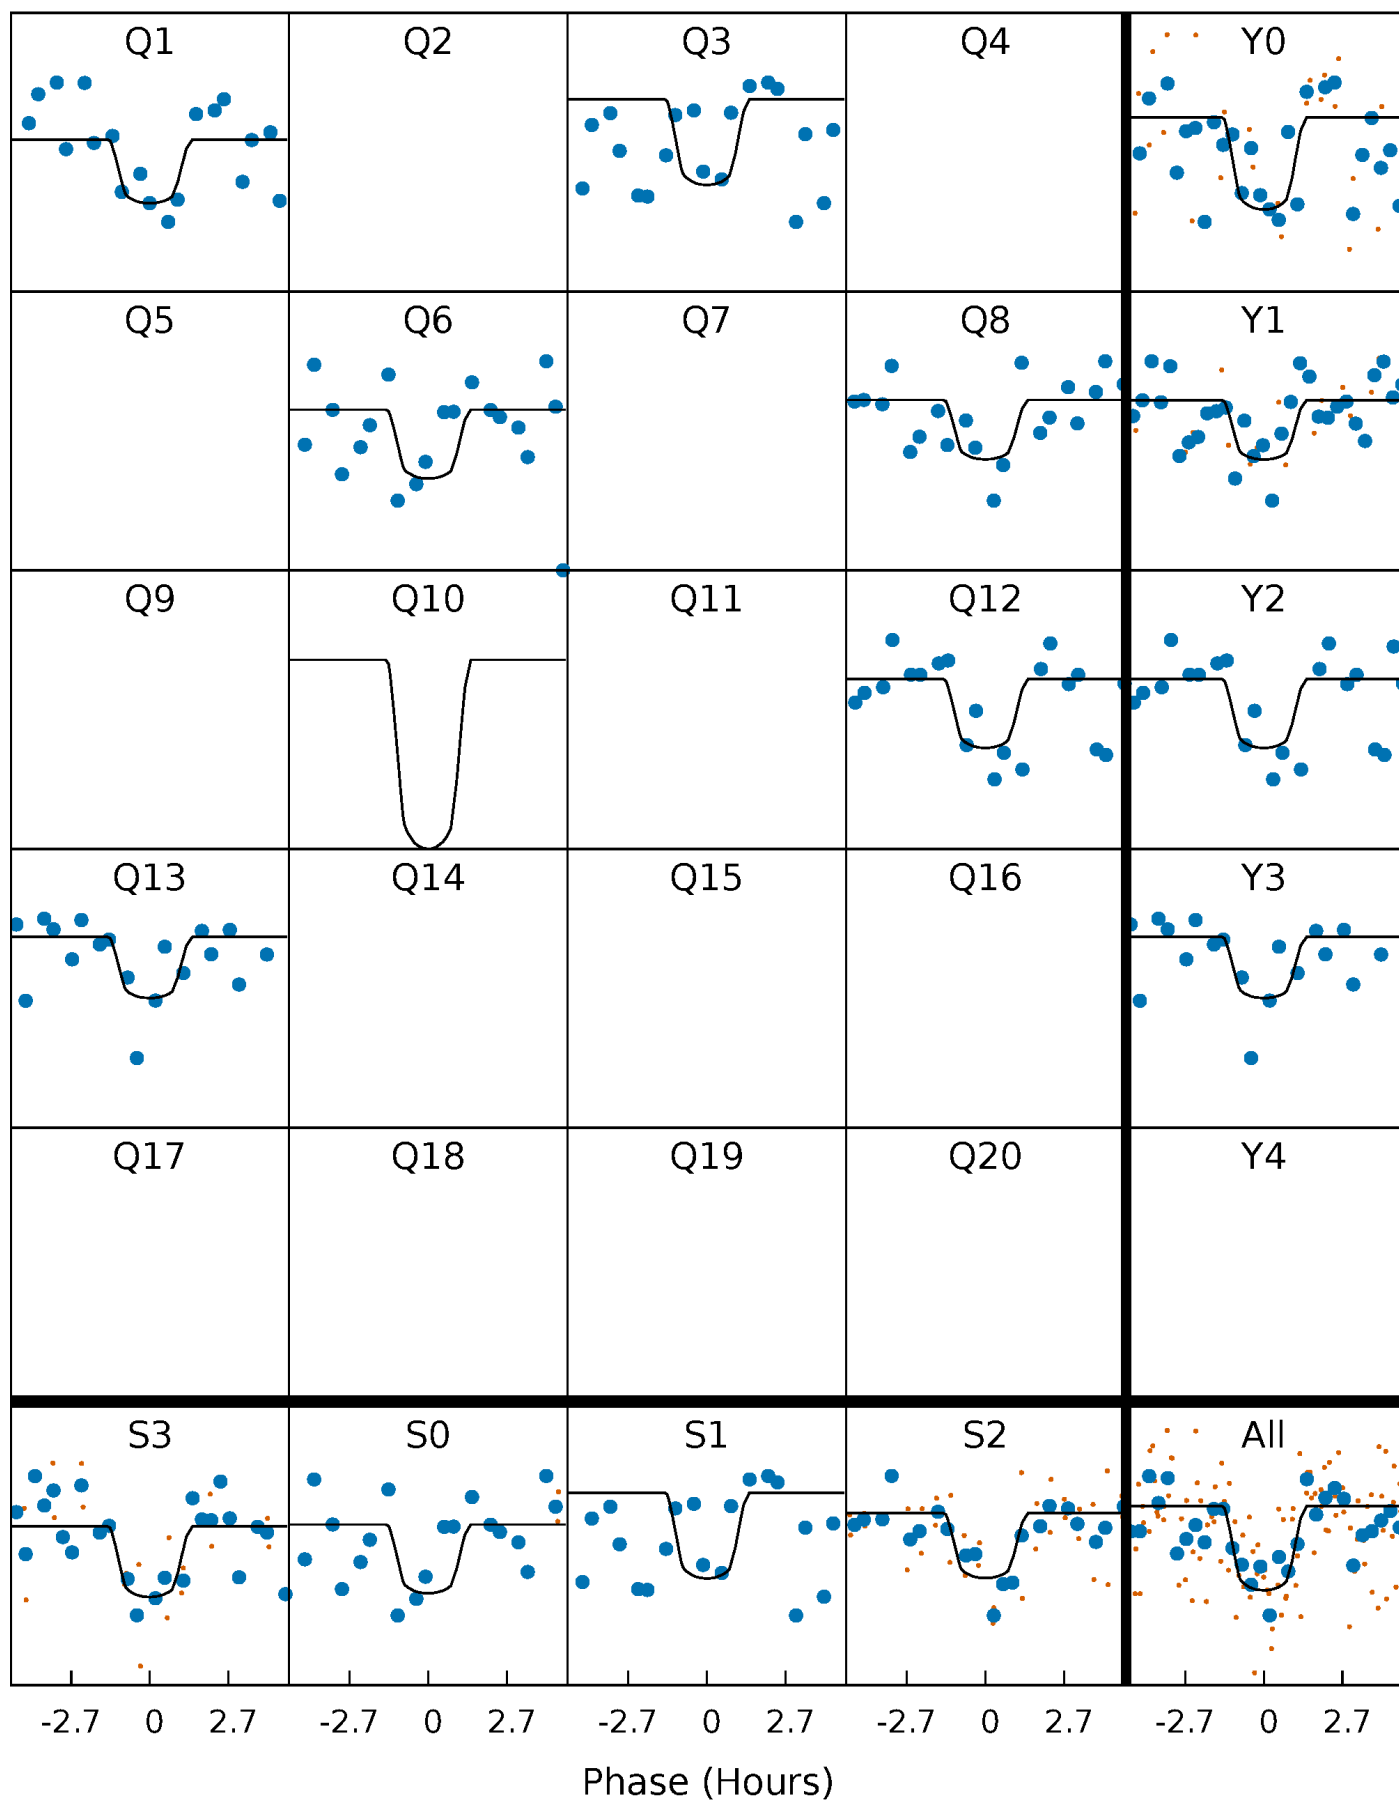 Q1 Q2 Q3 Q4 Y0
Q5 Q6 Q7 Q8 Y1
Q9 Q10 Q11 Q12 Y2
Q13 Q14 Q15 Q16 Y3
Q17 Q18 Q19 Q20 Y4
S3 S0 S1 S2 All
-2.7 0 2.7 -2.7 0 2.7 -2.7 0 2.7 -2.7 0 2.7 -2.7 0 2.7
Phase (Hours)